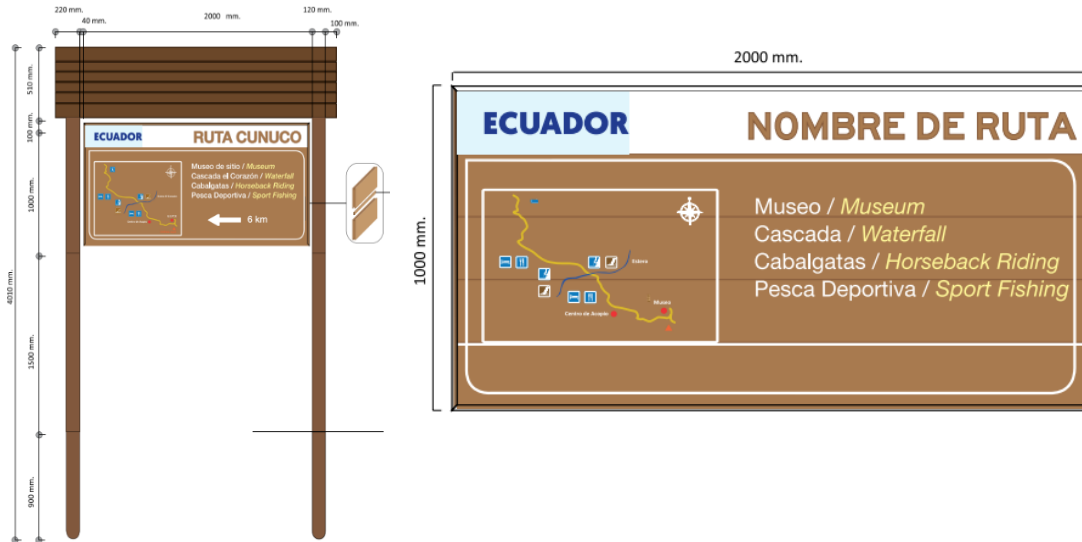 220 mm.
40 mm.
2000 mm.
120 mm.
100 mm.
510 mm.
100 mm.
1000 mm.
4010 mm.
1500 mm.
900 mm.
ECUADOR
RUTA CUNUCO
Museo de sitio / Museum
Cascada el Corazón / Waterfall
Cabalgatas / Horseback Riding
Pesca Deportiva / Sport Fishing
6 km
2000 mm.
1000 mm.
ECUADOR
NOMBRE DE RUTA
Museo / Museum
Cascada / Waterfall
Cabalgatas / Horseback Riding
Pesca Deportiva / Sport Fishing
Estero
Museo
Centro de Acopio